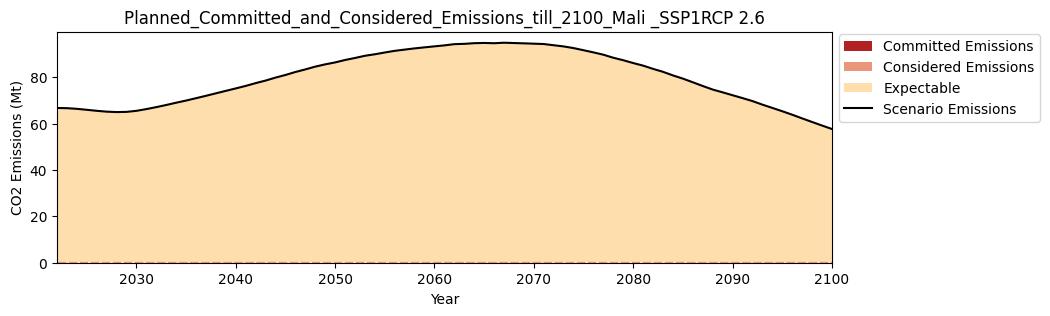 Planned_Committed_and_Considered_Emissions_till_2100_Mali _SSP1RCP 2.6
Committed Emissions
Considered Emissions
Expectable
Scenario Emissions
CO2 Emissions (Mt)
80
60
40
20
0
2030 2040 2050 2060 2070 2080 2090 2100
Year